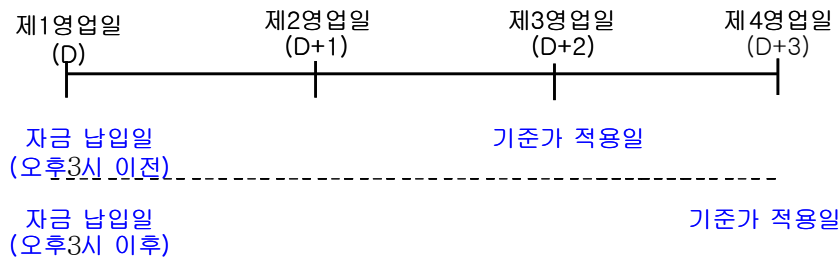 제1영업일 제2영업일 제3영업일 제4영업일
(D) (D+1) (D+2) (D+3)
자금 납입일 기준가 적용일
(오후3시 이전)
자금 납입일 기준가 적용일
(오후3시 이후)